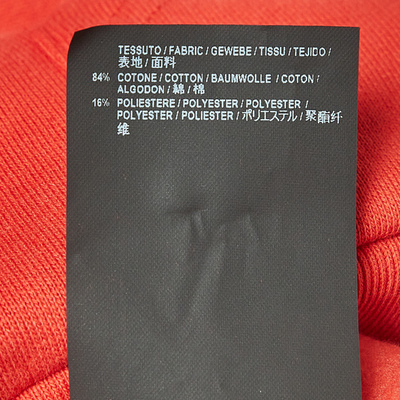 TESSUTO / FABRIC / GEWEBE / TISSU / TEJIDO /
表地 / 面料
84% COTONE / COTTON / BAUMWOLLE / COTON /
ALGODON / 綿 / 棉
16% POLIESTERE / POLYESTER / POLYESTER /
POLYESTER / POLIESTER / ポリエステル / 聚酯纤
维